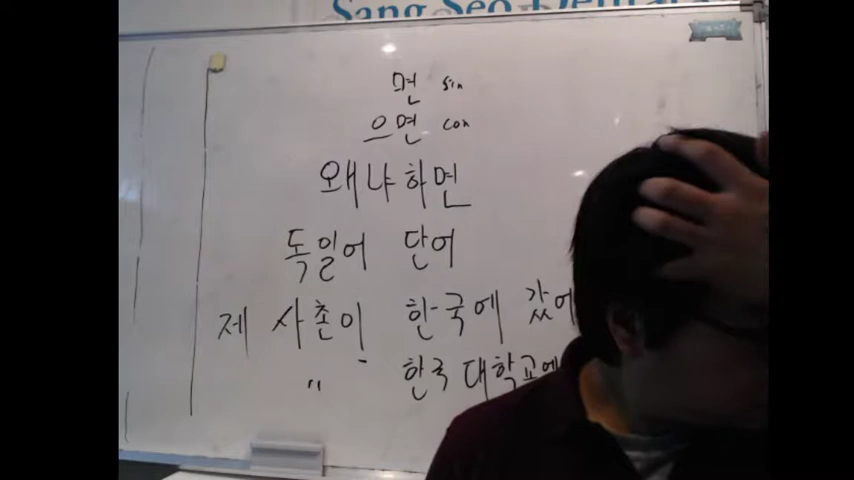 Sang Seo Dental
면 sin
으면 con
왜냐하면
독일어 단어
제 사촌이 한국에 갔어
" 한국 대학교에